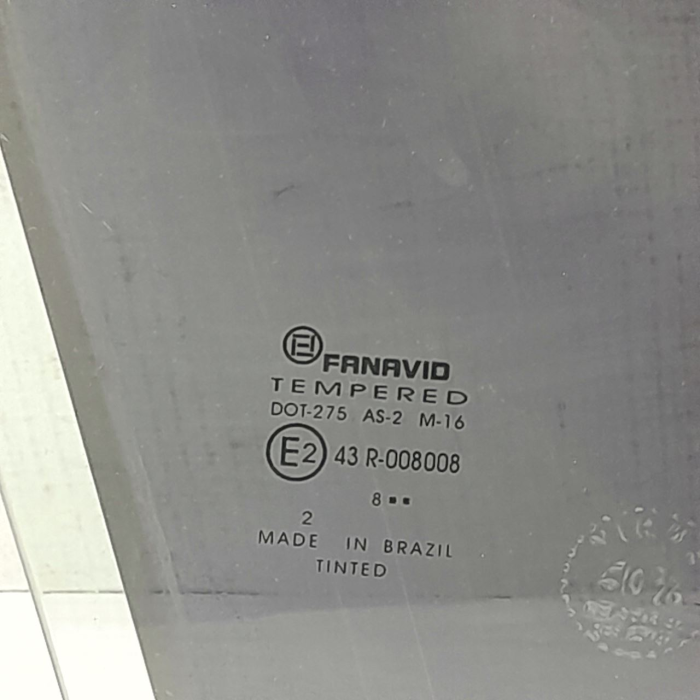 FANAVID
TEMPERED
DOT-275 AS-2 M-16
E2 43 R-008008
8 ▪▪
2
MADE IN BRAZIL
TINTED